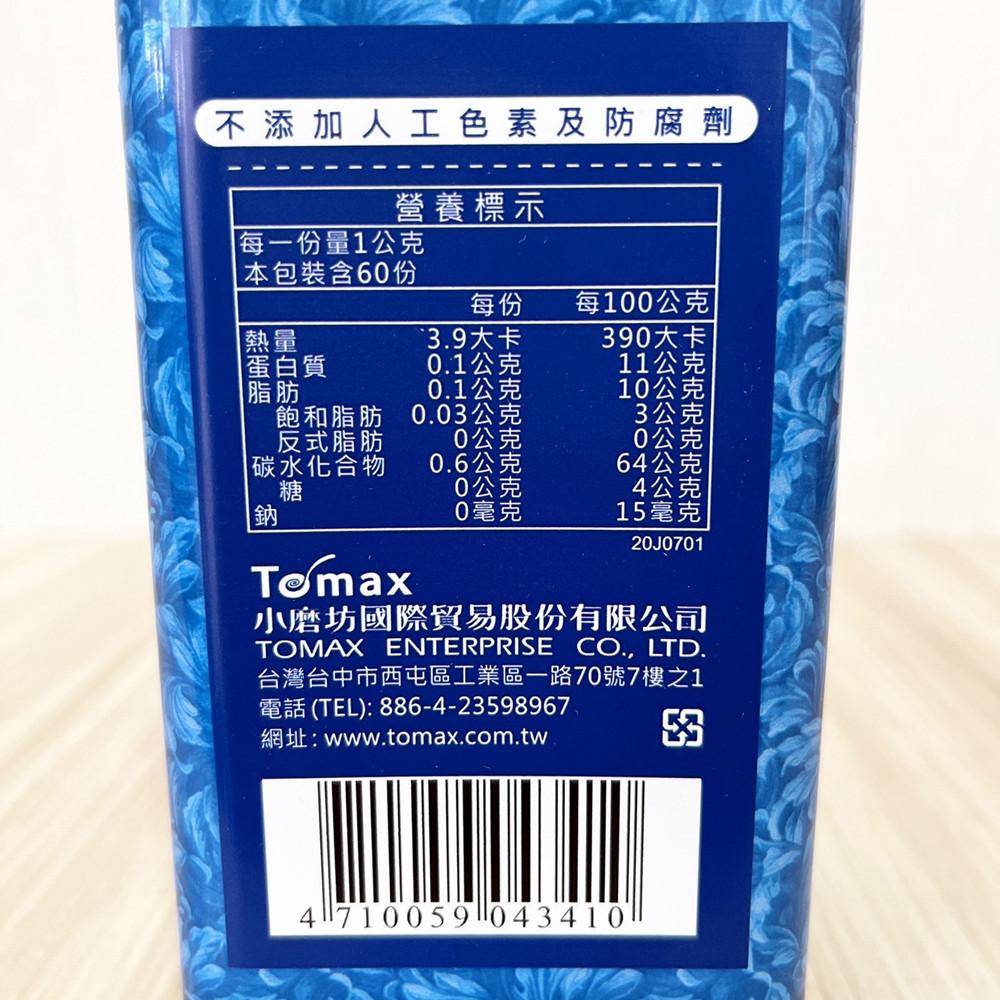 不添加人工色素及防腐劑
營養標示
每一份量1公克
本包裝含60份
每份 每100公克
熱量 3.9大卡 390大卡
蛋白質 0.1公克 11公克
脂肪 0.1公克 10公克
飽和脂肪 0.03公克 3公克
反式脂肪 0公克 0公克
碳水化合物 0.6公克 64公克
糖 0公克 4公克
鈉 0毫克 15毫克
20J0701
Tomax
小磨坊國際貿易股份有限公司
TOMAX ENTERPRISE CO., LTD.
台灣台中市西屯區工業區一路70號7樓之1
電話(TEL): 886-4-23598967
網址: www.tomax.com.tw
4 710059 043410